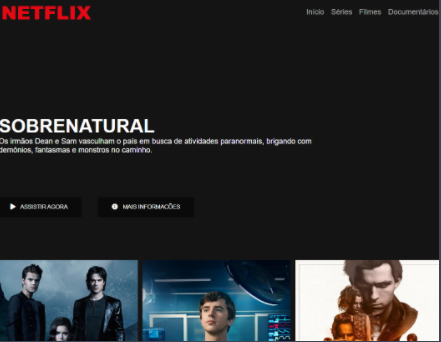 NETFLIX
Início Séries Filmes Documentários
SOBRENATURAL
Os irmãos Dean e Sam vasculham o país em busca de atividades paranormais, brigando com
demônios, fantasmas e monstros no caminho.
ASSISTIR AGORA
MAIS INFORMACÕES